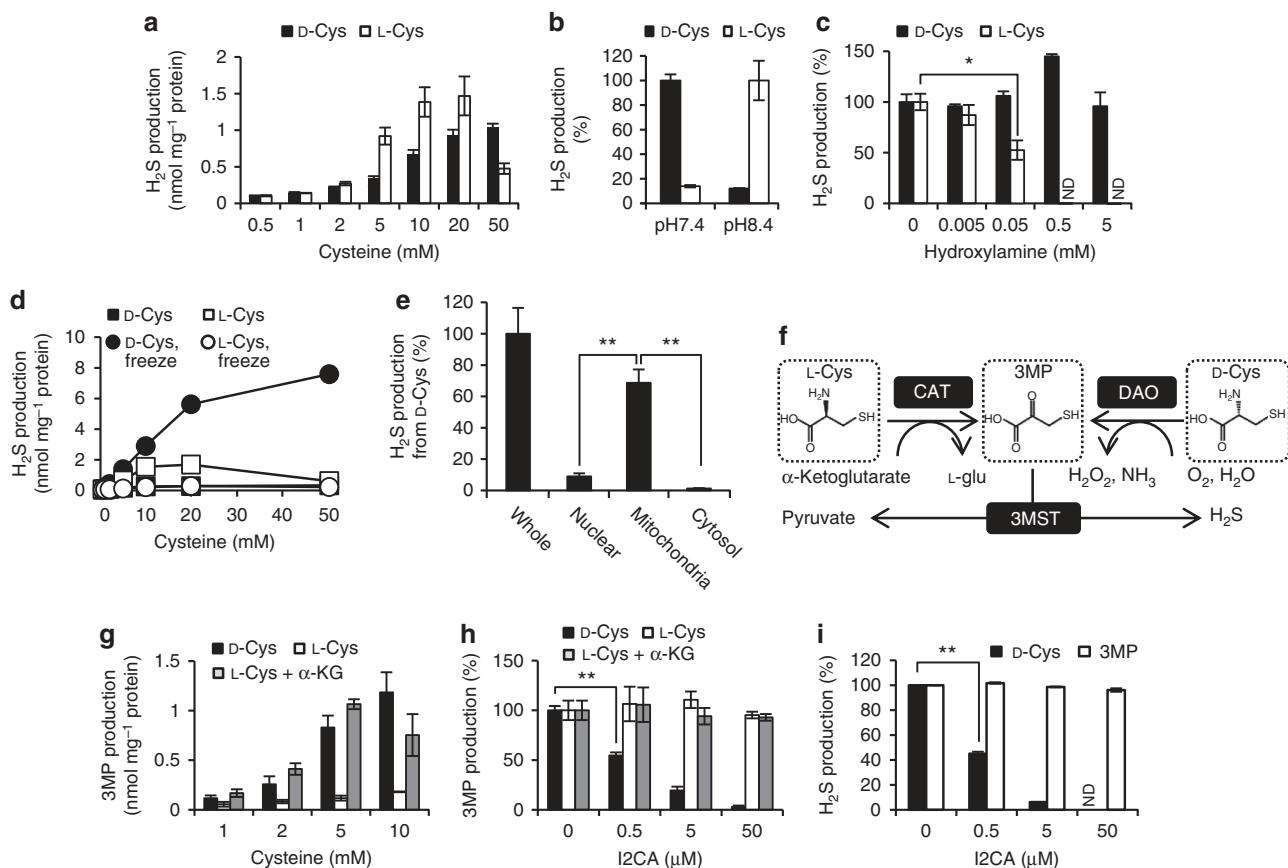 a
D-Cys L-Cys
H₂S production
(nmol mg⁻¹ protein)
2
1.5
1
0.5
0
0.5 1 2 5 10 20 50
Cysteine (mM)
b
D-Cys L-Cys
H₂S production
(%)
120
100
80
60
40
20
0
pH7.4 pH8.4
c
D-Cys L-Cys
H₂S production (%)
150
100
50
0
*
ND
ND
0 0.005 0.05 0.5 5
Hydroxylamine (mM)
d
D-Cys L-Cys
D-Cys, freeze
L-Cys, freeze
H₂S production
(nmol mg⁻¹ protein)
10
8
6
4
2
0
0 10 20 30 40 50
Cysteine (mM)
e
H₂S production
from D-Cys (%)
120
100
80
60
40
20
0
** **
Whole
Nuclear
Mitochondria
Cytosol
f
L-Cys
H₂N
HO
SH
O
CAT
3MP
O
HO
SH
O
DAO
D-Cys
H₂N
HO
SH
O
α-Ketoglutarate
L-glu
H₂O₂, NH₃
O₂, H₂O
Pyruvate
3MST
H₂S
g
D-Cys L-Cys
L-Cys + α-KG
3MP production
(nmol mg⁻¹ protein)
1.5
1
0.5
0
1 2 5 10
Cysteine (mM)
h
D-Cys L-Cys
L-Cys + α-KG
3MP production (%)
150
100
50
0
**
0 0.5 5 50
I2CA (μM)
i
D-Cys 3MP
H₂S production (%)
120
100
80
60
40
20
0
**
ND
0 0.5 5 50
I2CA (μM)